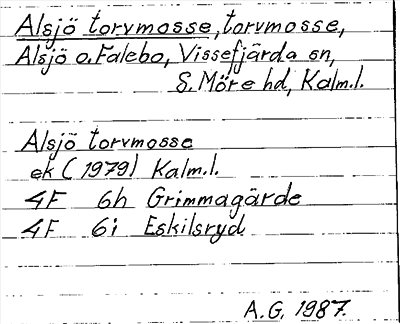 Alsjö torvmosse, torvmosse,
Alsjö o. Falebo, Vissefjärda sn,
S. Möre hd, Kalm.l.
Alsjö torvmosse
ek (1979) Kalm.l.
4F 6h Grimmagärde
4F 6i Eskilsryd
A.G. 1987.